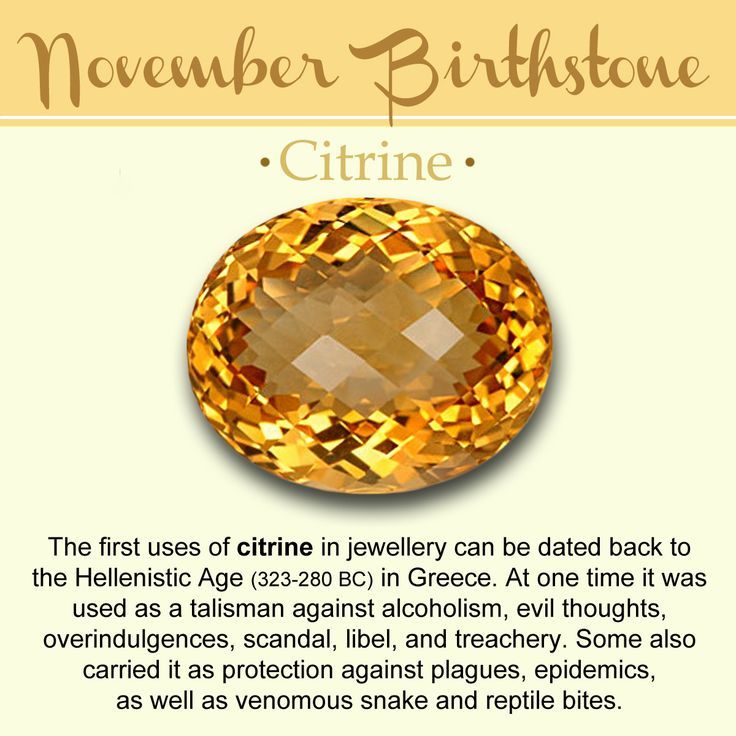 November Birthstone
• Citrine •
The first uses of citrine in jewellery can be dated back to
the Hellenistic Age (323-280 BC) in Greece. At one time it was
used as a talisman against alcoholism, evil thoughts,
overindulgences, scandal, libel, and treachery. Some also
carried it as protection against plagues, epidemics,
as well as venomous snake and reptile bites.